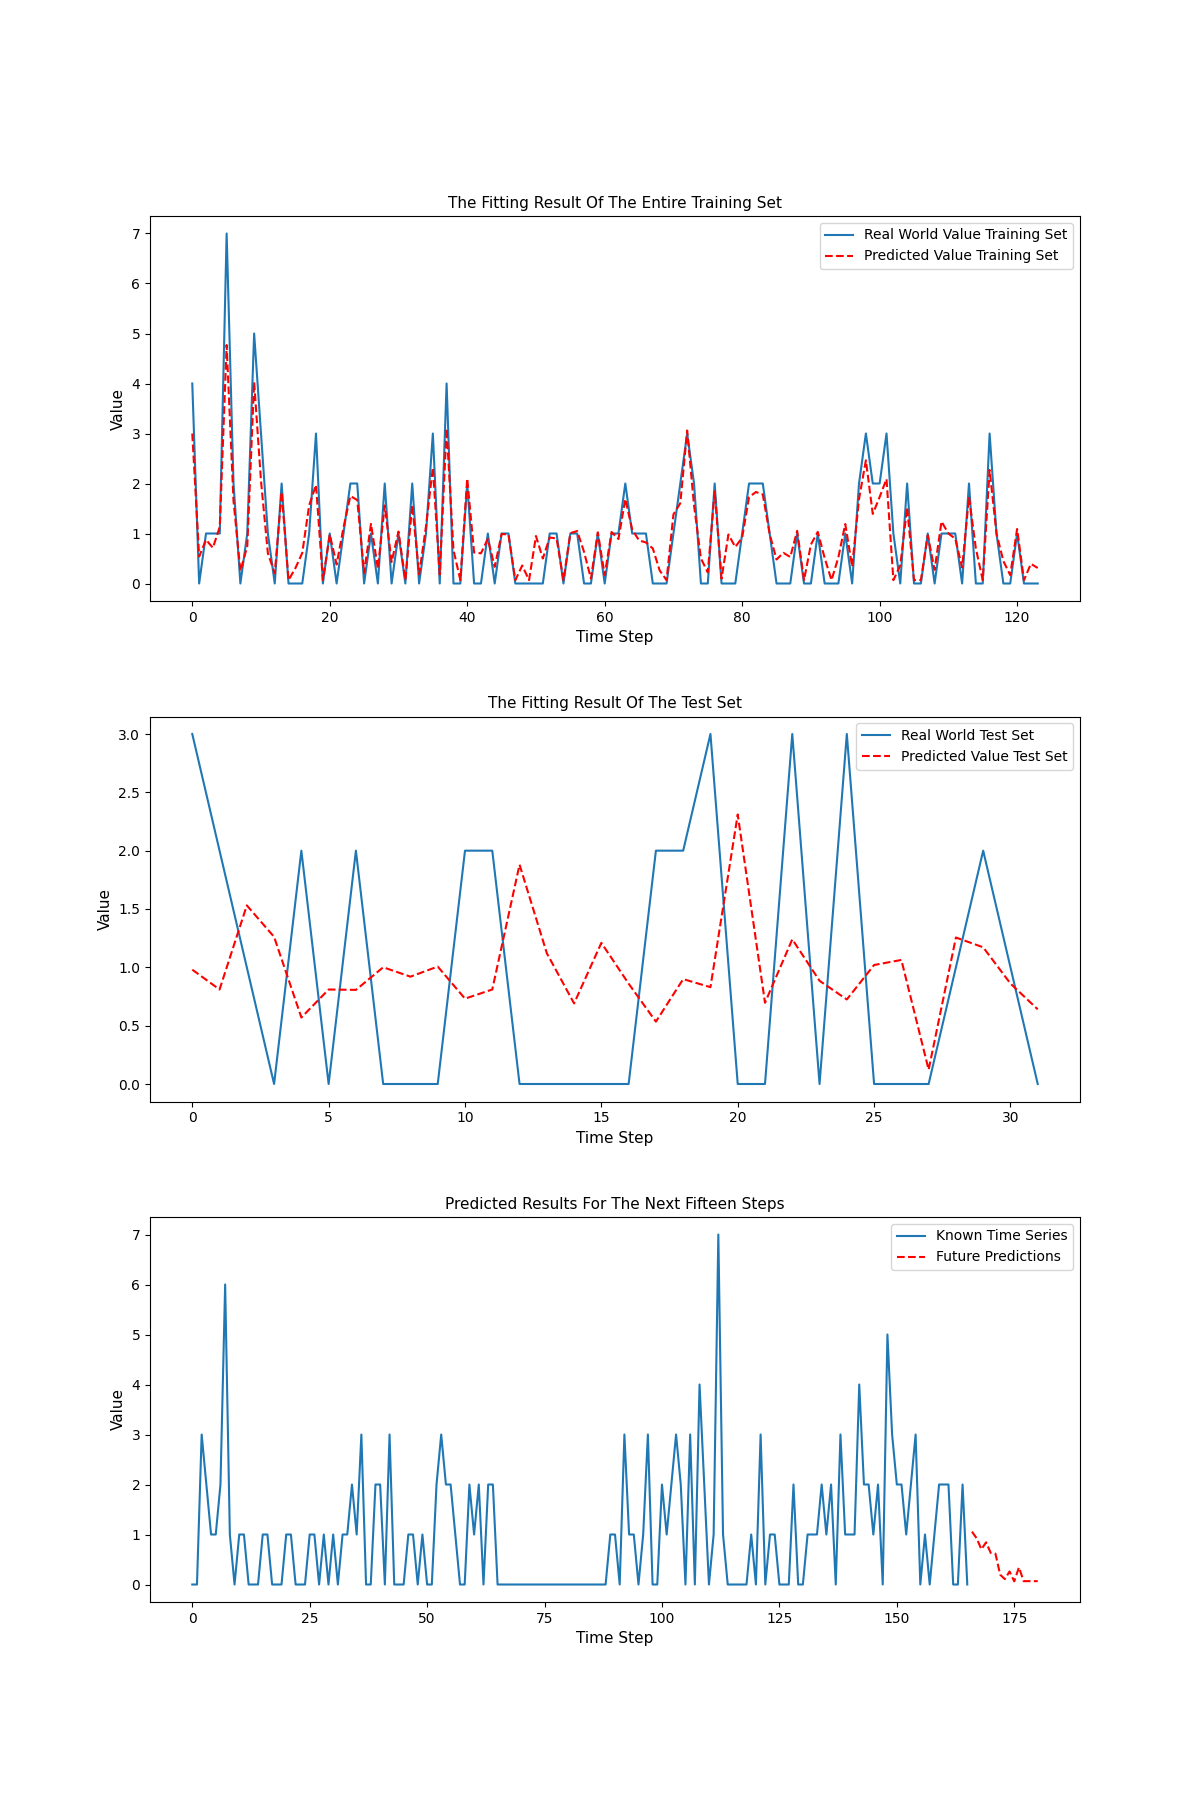 The Fitting Result Of The Entire Training Set
7
6
5
4
3
2
1
0
Value
Real World Value Training Set
Predicted Value Training Set
0 20 40 60 80 100 120
Time Step
The Fitting Result Of The Test Set
3.0
2.5
2.0
1.5
1.0
0.5
0.0
Value
Real World Test Set
Predicted Value Test Set
0 5 10 15 20 25 30
Time Step
Predicted Results For The Next Fifteen Steps
7
6
5
4
3
2
1
0
Value
Known Time Series
Future Predictions
0 25 50 75 100 125 150 175
Time Step